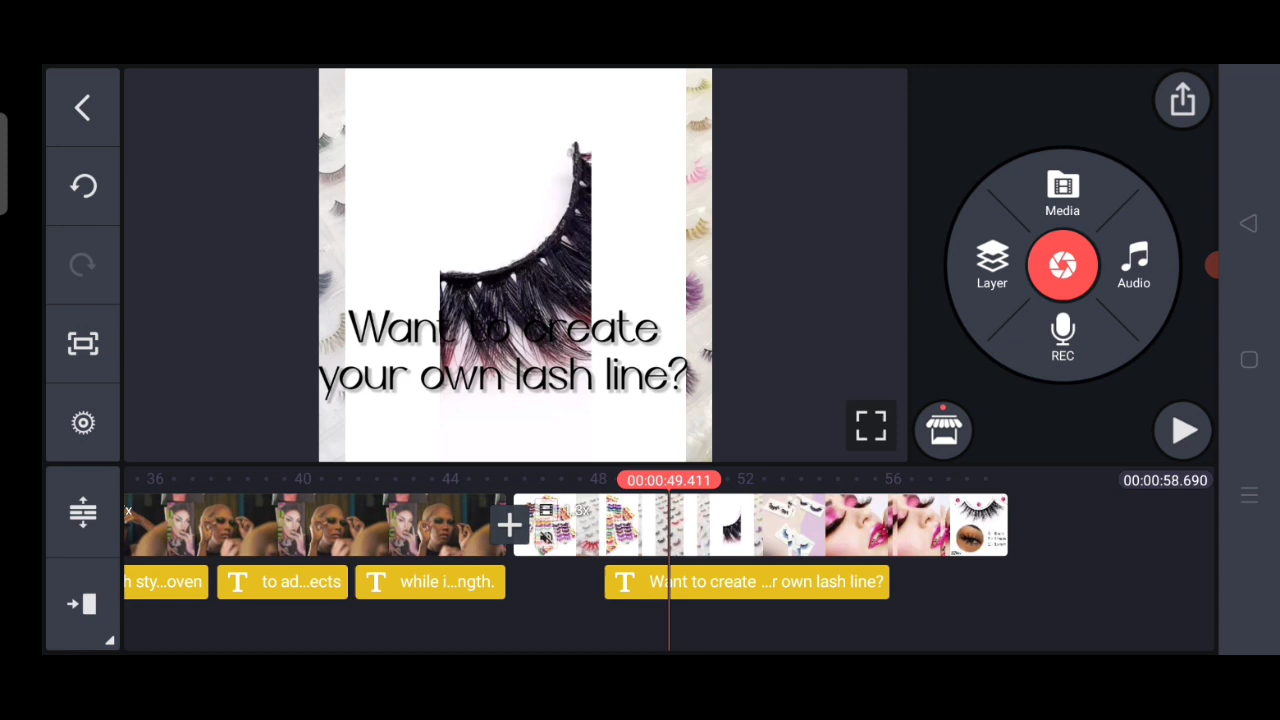 Media
Layer
Audio
REC
Want to create
your own lash line?
36
40
44
48
00:00:49.411
52
56
00:00:58.690
x
1.3x
h sty...oven
T to ad...ects
T while i...ngth.
T Want to create ...r own lash line?